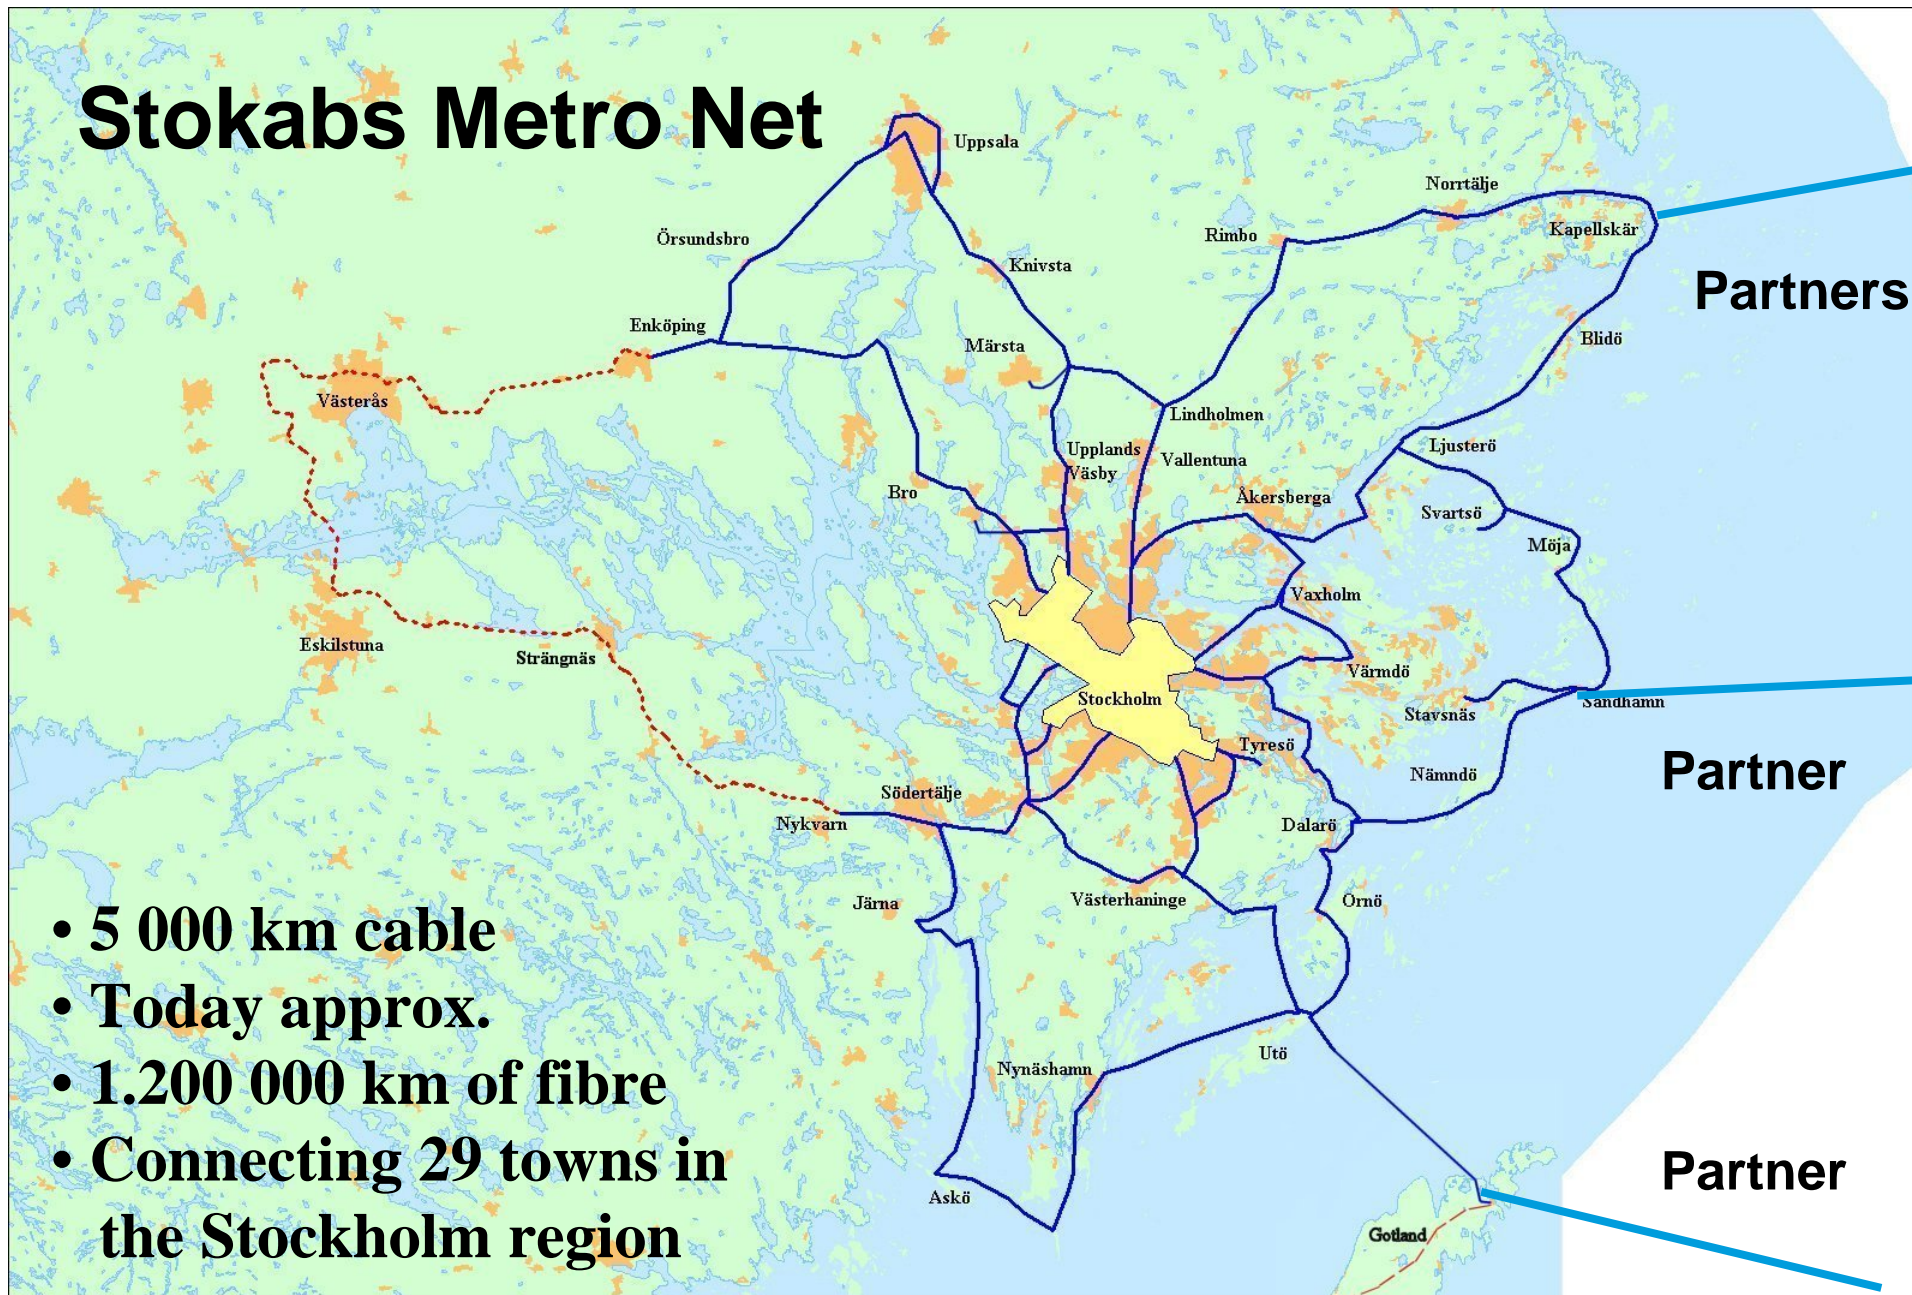 Stokabs Metro Net
Uppsala
Norrtälje
Örsundsbro
Rimbo
Kapellskär
Knivsta
Partners
Enköping
Märsta
Blidö
Västerås
Lindholmen
Upplands
Väsby
Vallentuna
Ljusterö
Bro
Åkersberga
Svartsö
Möja
Vaxholm
Eskilstuna
Strängnäs
Värmdö
Stockholm
Stavsnäs
Sandhamn
Tyresö
Nämndö
Partner
Södertälje
Nykvarn
Dalarö
Järna
Västerhaninge
Ornö
• 5 000 km cable
• Today approx.
• 1.200 000 km of fibre
• Connecting 29 towns in
the Stockholm region
Utö
Nynäshamn
Partner
Askö
Gotland